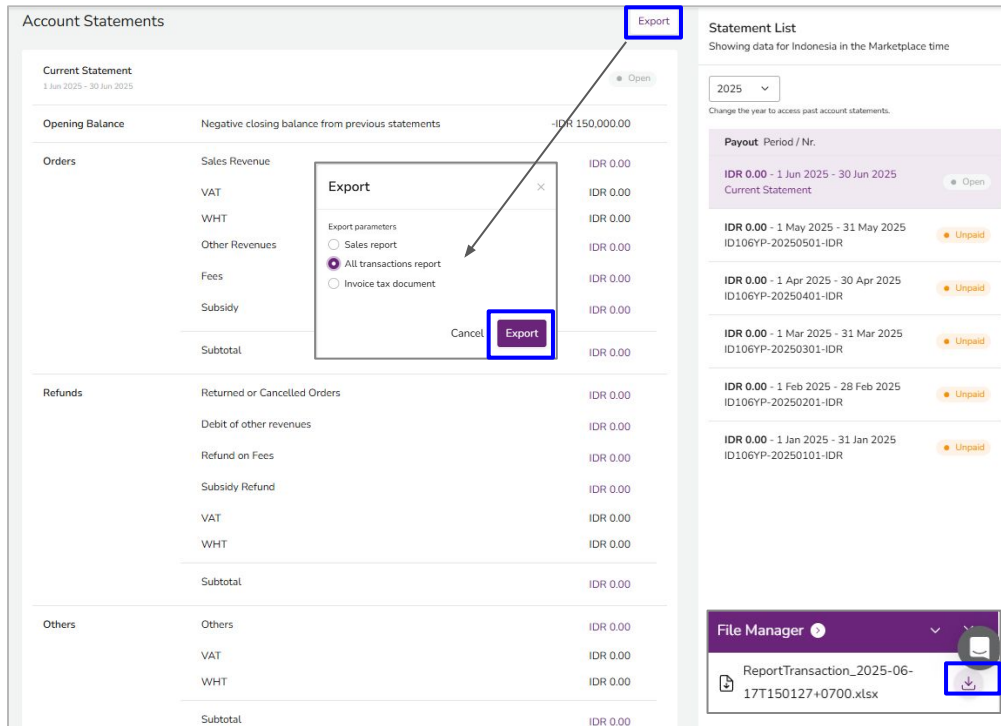 Account Statements
Export
Current Statement
1 Jun 2025 - 30 Jun 2025
Open
Opening Balance
Negative closing balance from previous statements
-IDR 150,000.00
Orders
Sales Revenue
IDR 0.00
VAT
IDR 0.00
WHT
IDR 0.00
Other Revenues
IDR 0.00
Fees
IDR 0.00
Subsidy
IDR 0.00
Subtotal
IDR 0.00
Export
Export parameters
Sales report
All transactions report
Invoice tax document
Cancel
Export
Refunds
Returned or Cancelled Orders
IDR 0.00
Debit of other revenues
IDR 0.00
Refund on Fees
IDR 0.00
Subsidy Refund
IDR 0.00
VAT
IDR 0.00
WHT
IDR 0.00
Subtotal
IDR 0.00
Others
Others
IDR 0.00
VAT
IDR 0.00
WHT
IDR 0.00
Subtotal
IDR 0.00
Statement List
Showing data for Indonesia in the Marketplace time
2025
Change the year to access past account statements.
Payout Period / Nr.
IDR 0.00 - 1 Jun 2025 - 30 Jun 2025
Current Statement
Open
IDR 0.00 - 1 May 2025 - 31 May 2025
ID106YP-20250501-IDR
Unpaid
IDR 0.00 - 1 Apr 2025 - 30 Apr 2025
ID106YP-20250401-IDR
Unpaid
IDR 0.00 - 1 Mar 2025 - 31 Mar 2025
ID106YP-20250301-IDR
Unpaid
IDR 0.00 - 1 Feb 2025 - 28 Feb 2025
ID106YP-20250201-IDR
Unpaid
IDR 0.00 - 1 Jan 2025 - 31 Jan 2025
ID106YP-20250101-IDR
Unpaid
File Manager
ReportTransaction_2025-06-
17T150127+0700.xlsx